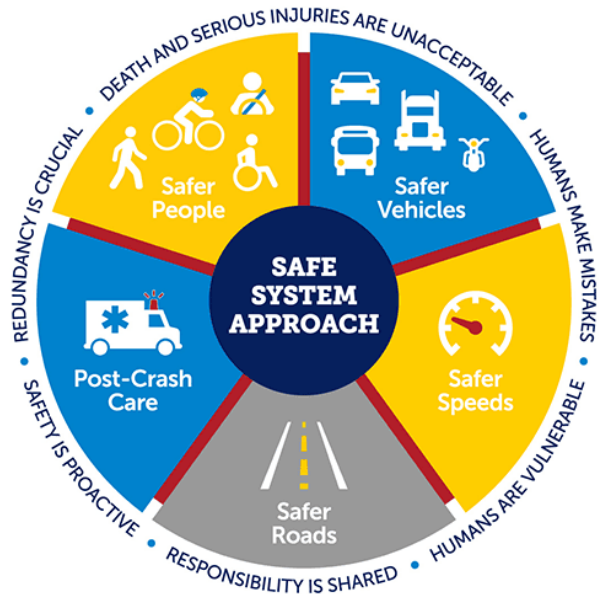 DEATH AND SERIOUS INJURIES ARE UNACCEPTABLE
HUMANS MAKE MISTAKES
HUMANS ARE VULNERABLE
RESPONSIBILITY IS SHARED
SAFETY IS PROACTIVE
REDUNDANCY IS CRUCIAL
Safer
People
Safer
Vehicles
SAFE
SYSTEM
APPROACH
Post-Crash
Care
Safer
Speeds
Safer
Roads